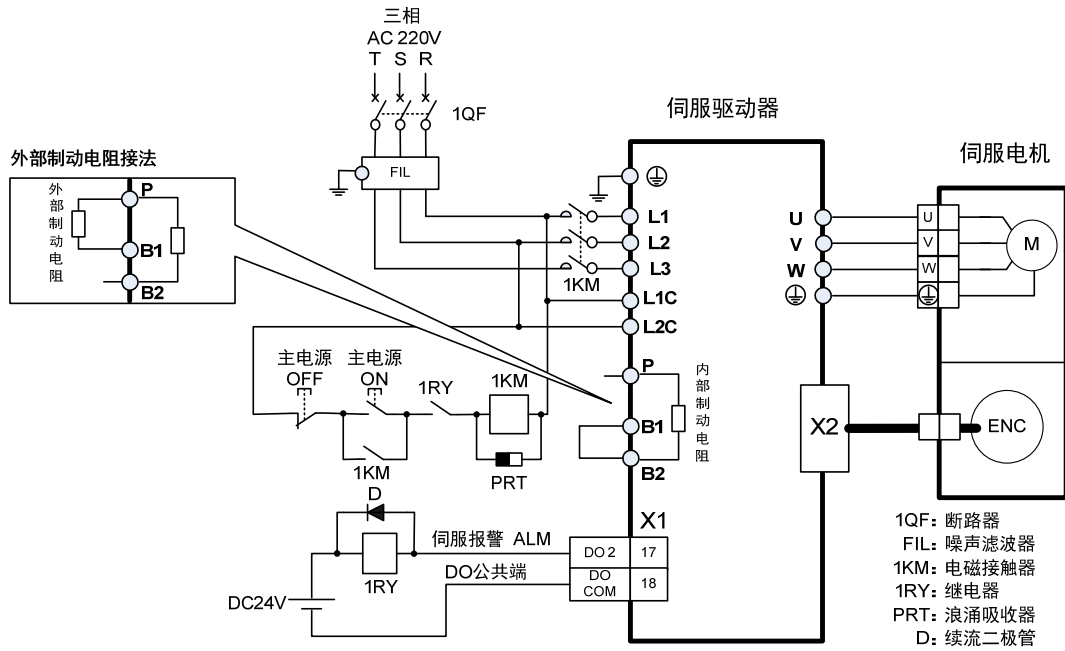 三相
AC 220V
T S R
1QF
伺服驱动器
伺服电机
外部制动电阻接法
外部制动电阻
P
B1
B2
FIL
1KM
L1
L2
L3
L1C
L2C
P
B1
B2
内部制动电阻
U
V
W
U
V
W
M
主电源
OFF
主电源
ON
1RY
1KM
1KM
PRT
X2
ENC
D
1RY
DC24V
伺服报警 ALM
DO公共端
X1
DO 2
17
DO
COM
18
1QF：断路器
FIL：噪声滤波器
1KM：电磁接触器
1RY：继电器
PRT：浪涌吸收器
D：续流二极管